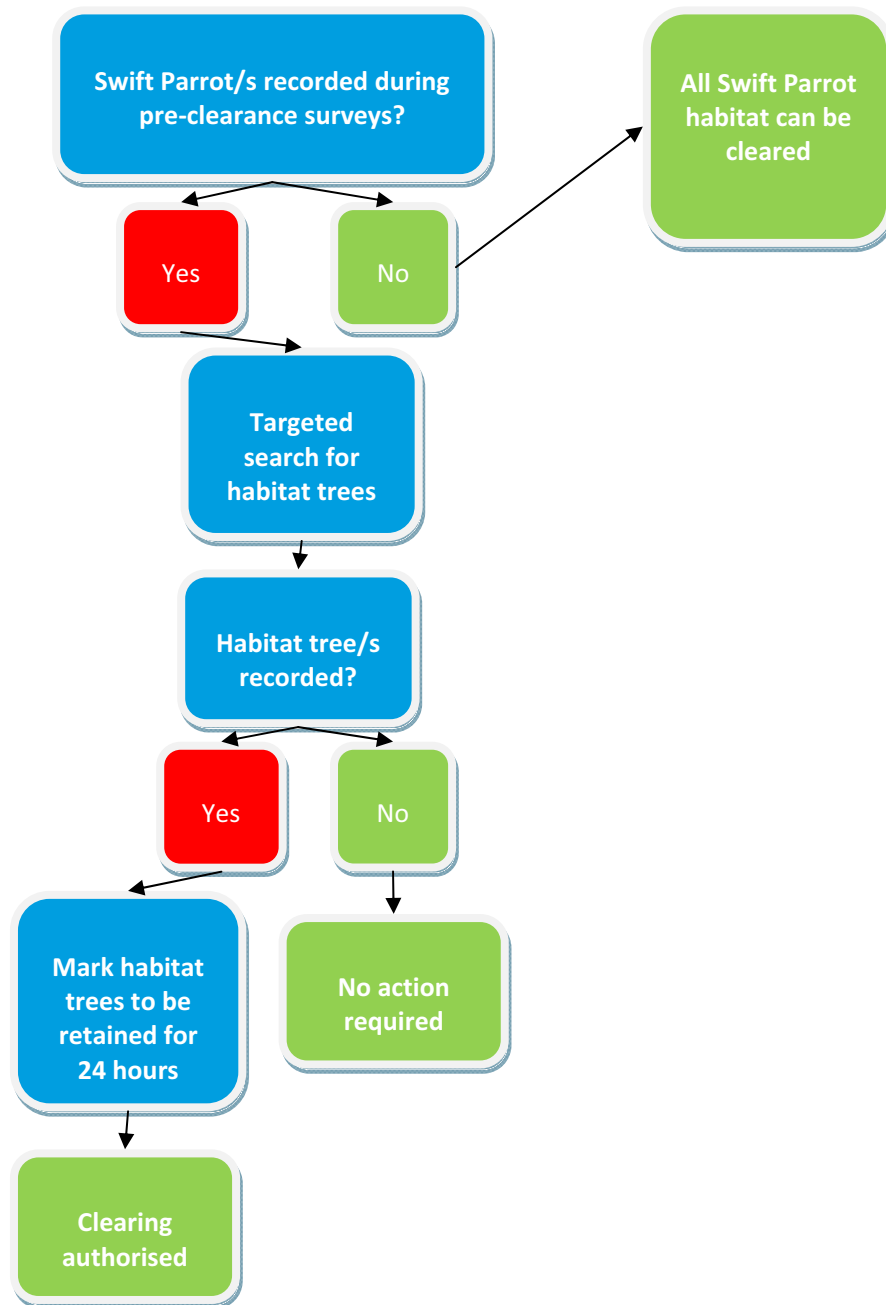 Swift Parrot/s recorded during
pre-clearance surveys?
All Swift Parrot
habitat can be
cleared
Yes
No
Targeted
search for
habitat trees
Habitat tree/s
recorded?
Yes
No
Mark habitat
trees to be
retained for
24 hours
No action
required
Clearing
authorised